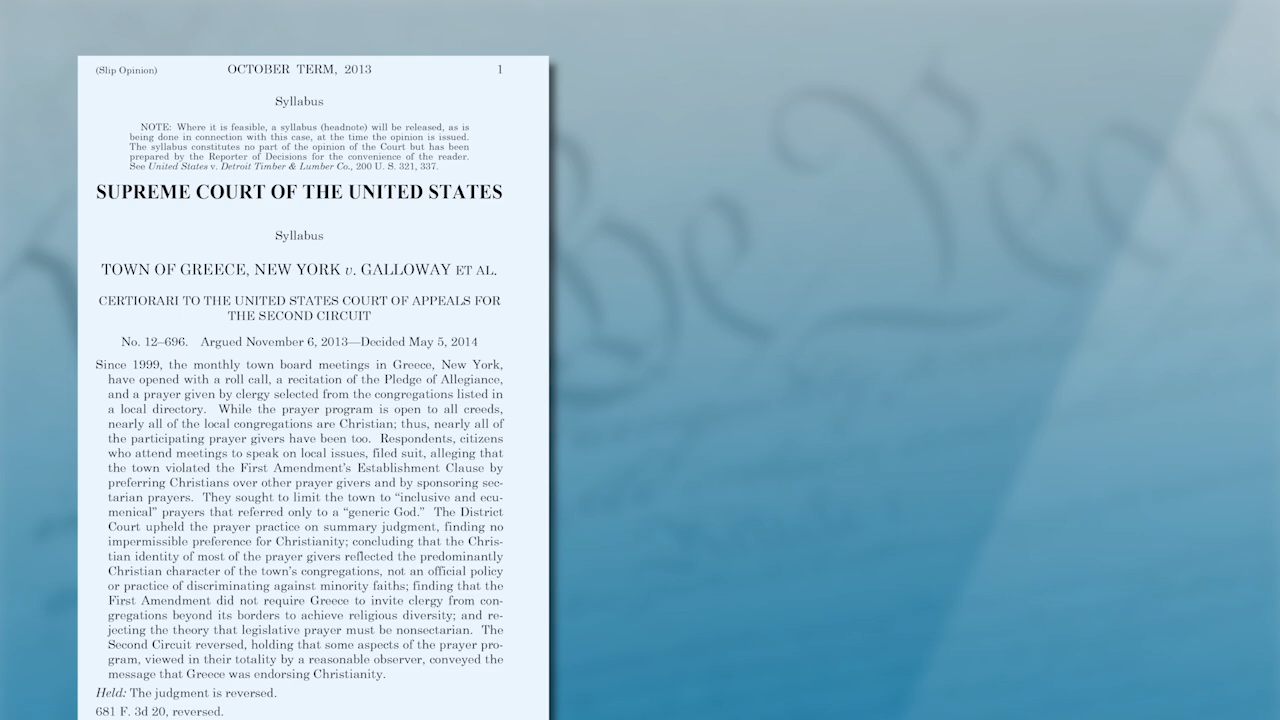 (Slip Opinion) OCTOBER TERM, 2013 1
Syllabus
NOTE: Where it is feasible, a syllabus (headnote) will be released, as is
being done in connection with this case, at the time the opinion is issued.
The syllabus constitutes no part of the opinion of the Court but has been
prepared by the Reporter of Decisions for the convenience of the reader.
See United States v. Detroit Timber & Lumber Co., 200 U. S. 321, 337.
SUPREME COURT OF THE UNITED STATES
Syllabus
TOWN OF GREECE, NEW YORK v. GALLOWAY ET AL.
CERTIORARI TO THE UNITED STATES COURT OF APPEALS FOR
THE SECOND CIRCUIT
No. 12–696. Argued November 6, 2013—Decided May 5, 2014
Since 1999, the monthly town board meetings in Greece, New York,
have opened with a roll call, a recitation of the Pledge of Allegiance,
and a prayer given by clergy selected from the congregations listed in
a local directory. While the prayer program is open to all creeds,
nearly all of the local congregations are Christian; thus, nearly all of
the participating prayer givers have been too. Respondents, citizens
who attend meetings to speak on local issues, filed suit, alleging that
the town violated the First Amendment's Establishment Clause by
preferring Christians over other prayer givers and by sponsoring sec-
tarian prayers. They sought to limit the town to “inclusive and ecu-
menical” prayers that referred only to a “generic God.” The District
Court upheld the prayer practice on summary judgment, finding no
impermissible preference for Christianity; concluding that the Chris-
tian identity of most of the prayer givers reflected the predominantly
Christian character of the town's congregations, not an official policy
or practice of discriminating against minority faiths; finding that the
First Amendment did not require Greece to invite clergy from con-
gregations beyond its borders to achieve religious diversity; and re-
jecting the theory that legislative prayer must be nonsectarian. The
Second Circuit reversed, holding that some aspects of the prayer pro-
gram, viewed in their totality by a reasonable observer, conveyed the
message that Greece was endorsing Christianity.
Held: The judgment is reversed.
681 F. 3d 20, reversed.